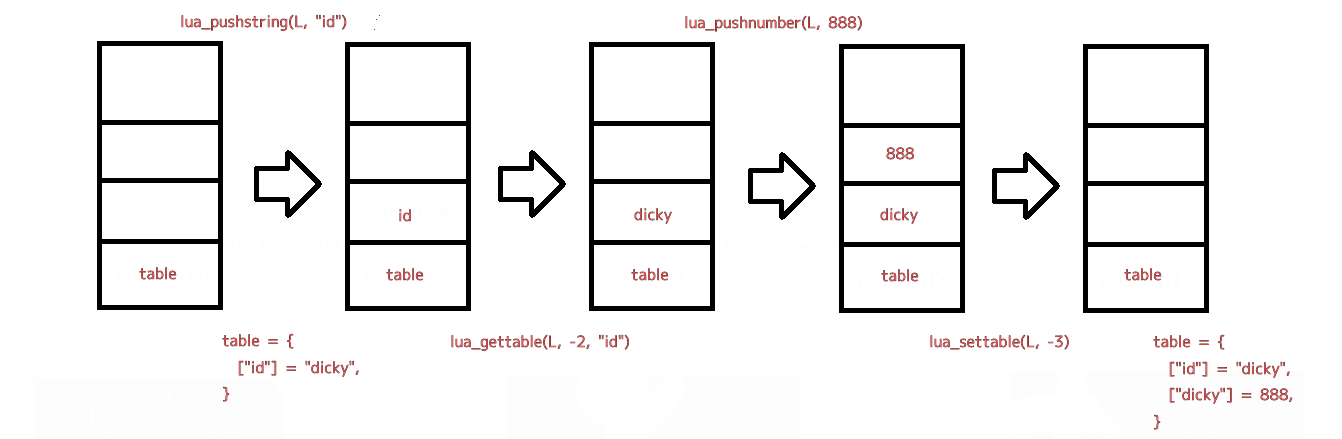 lua_pushstring(L, "id")
lua_pushnumber(L, 888)
table
id
table
dicky
table
888
dicky
table
table
lua_gettable(L, -2, "id")
lua_settable(L, -3)
table = {
["id"] = "dicky",
}
table = {
["id"] = "dicky",
["dicky"] = 888,
}